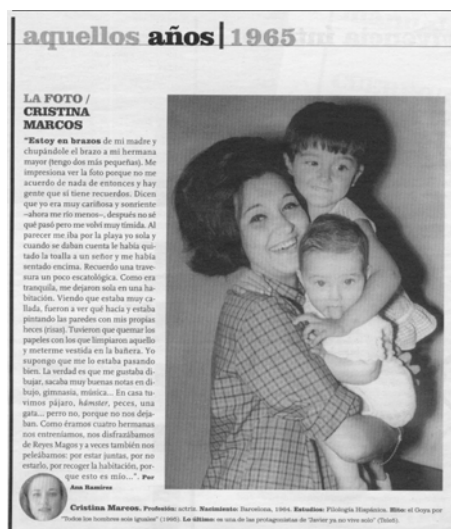 aquellos años | 1965
LA FOTO /
CRISTINA
MARCOS
"Estoy en brazos de mi madre y
chupándole el brazo a mi hermana
mayor (tengo dos más pequeñas). Me
impresiona ver la foto porque no me
acuerdo de nada de entonces y hay
gente que sí tiene recuerdos. Dicen
que yo era muy cariñosa y sonriente
–ahora me río menos–, después no sé
qué pasó pero me volví muy tímida. Al
parecer me iba por la playa yo sola y
cuando se daban cuenta le había qui-
tado la toalla a un señor y me había
sentado encima. Recuerdo una trave-
sura un poco escatológica. Como era
tranquila, me dejaron sola en una ha-
bitación. Viendo que estaba muy ca-
llada, fueron a ver qué hacía y estaba
pintando las paredes con mis propias
heces (risas). Tuvieron que quemar los
papeles con los que limpiaron aquello
y meterme vestida en la bañera. Yo
supongo que me lo estaba pasando
bien. La verdad es que me gustaba di-
bujar, sacaba muy buenas notas en di-
bujo, gimnasia, música... En casa tu-
vimos pájaro, hámster, peces, una
gata... perro no, porque no nos deja-
ban. Como éramos cuatro hermanas
nos entreníamos, nos disfrazábamos
de Reyes Magos y a veces también nos
peleábamos: por estar juntas, por no
estarlo, por recoger la habitación, por-
que esto es mío...". Por
Ana Ramírez
Cristina Marcos. Profesión: actriz. Nacimiento: Barcelona, 1964. Estudios: Filología Hispánica. Hito: el Goya por
"Todos los hombres sois iguales" (1995). Lo último: es una de las protagonistas de "Javier ya no vive solo" (Tele5)